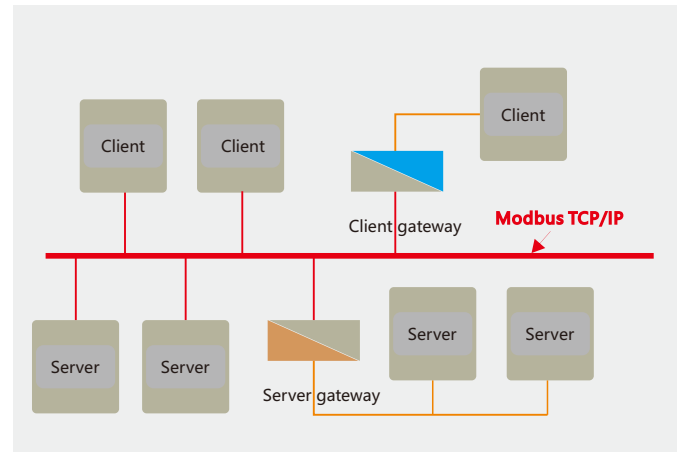 Client
Client
Client
Client gateway
Modbus TCP/IP
Server
Server
Server
Server
Server gateway